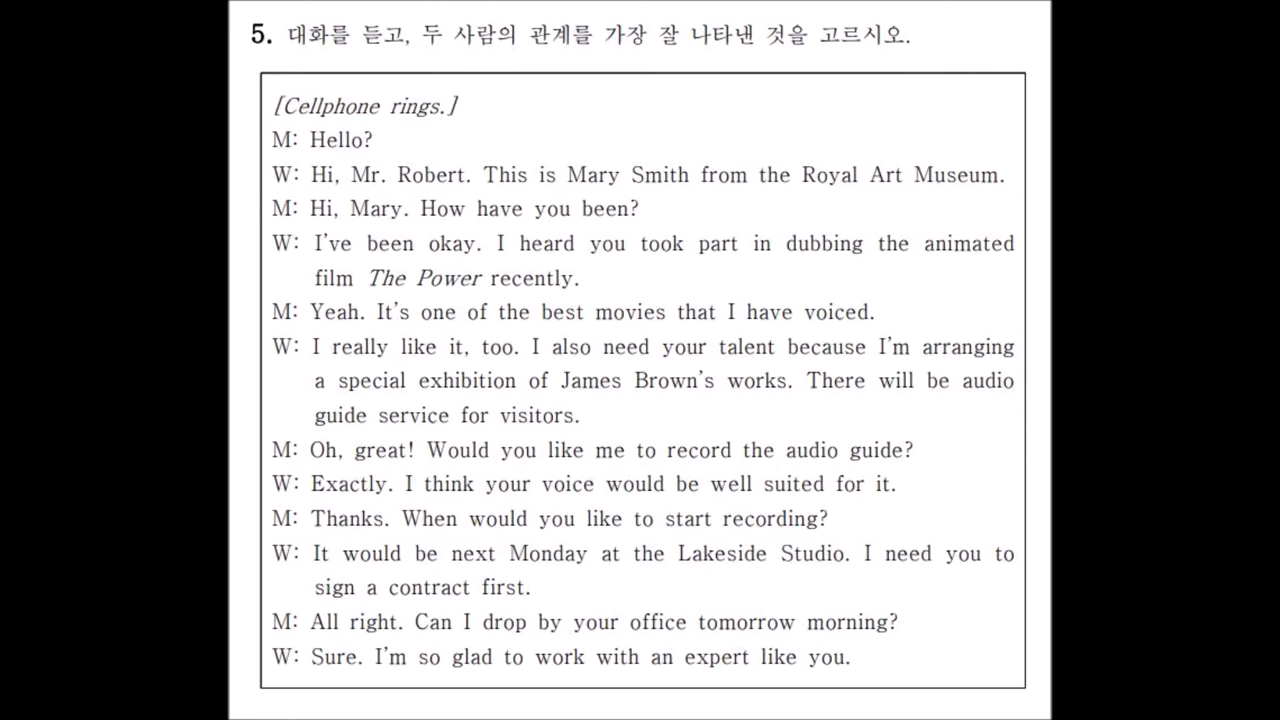 5. 대화를 듣고, 두 사람의 관계를 가장 잘 나타낸 것을 고르시오.
[Cellphone rings.]
M: Hello?
W: Hi, Mr. Robert. This is Mary Smith from the Royal Art Museum.
M: Hi, Mary. How have you been?
W: I've been okay. I heard you took part in dubbing the animated
film The Power recently.
M: Yeah. It's one of the best movies that I have voiced.
W: I really like it, too. I also need your talent because I'm arranging
a special exhibition of James Brown's works. There will be audio
guide service for visitors.
M: Oh, great! Would you like me to record the audio guide?
W: Exactly. I think your voice would be well suited for it.
M: Thanks. When would you like to start recording?
W: It would be next Monday at the Lakeside Studio. I need you to
sign a contract first.
M: All right. Can I drop by your office tomorrow morning?
W: Sure. I'm so glad to work with an expert like you.